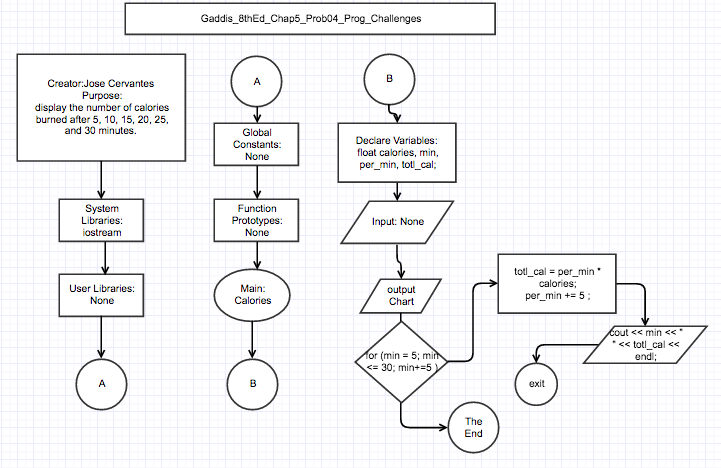 Gaddis_8thEd_Chap5_Prob04_Prog_Challenges
Creator:Jose Cervantes
Purpose:
display the number of calories
burned after 5, 10, 15, 20, 25,
and 30 minutes.
System
Libraries:
iostream
User Libraries:
None
A
A
Global
Constants:
None
Function
Prototypes:
None
Main:
Calories
B
B
Declare Variables:
float calories, min,
per_min, totl_cal;
Input: None
output
Chart
for (min = 5; min
<= 30; min+=5 )
The
End
totl_cal = per_min *
calories;
per_min += 5 ;
cout << min << "
" << totl_cal <<
endl;
exit